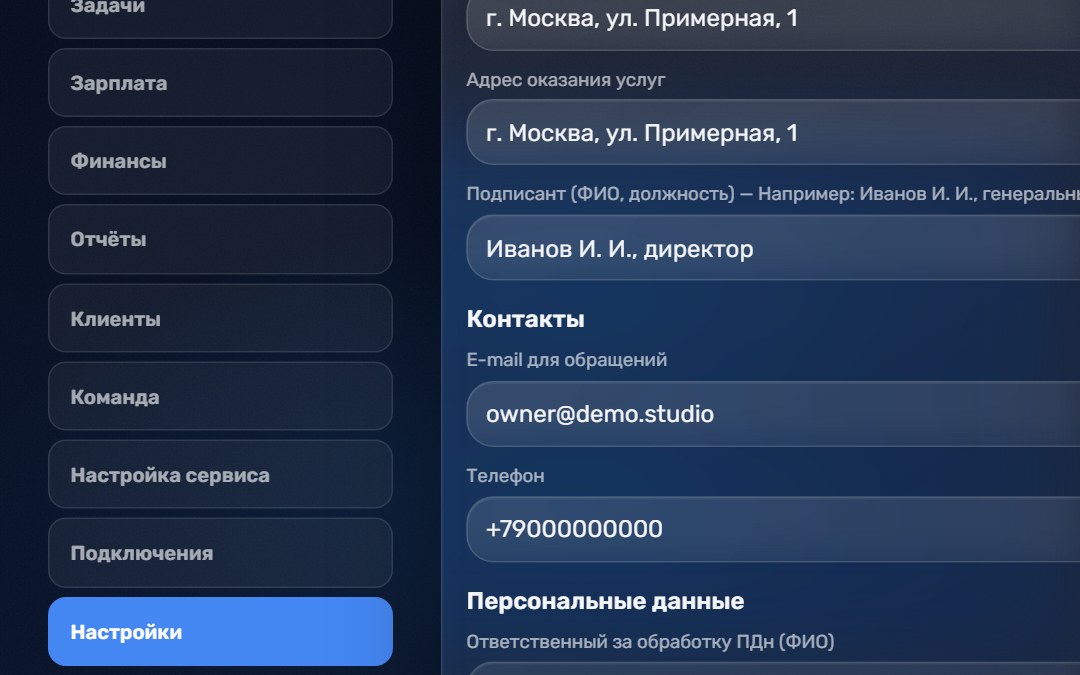 Задачи
Зарплата
Финансы
Отчёты
Клиенты
Команда
Настройка сервиса
Подключения
Настройки
г. Москва, ул. Примерная, 1
Адрес оказания услуг
г. Москва, ул. Примерная, 1
Подписант (ФИО, должность) — Например: Иванов И. И.,
Иванов И. И., директор
Контакты
E-mail для обращений
owner@demo.studio
Телефон
+79000000000
Персональные данные
Ответственный за обработку ПДн (ФИО)